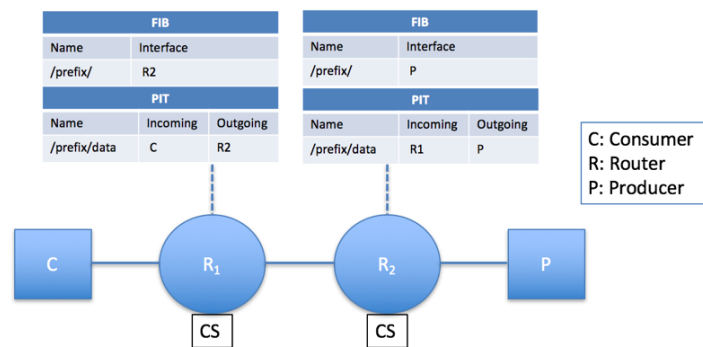 FIB
Name Interface
/prefix/ R2
PIT
Name Incoming Outgoing
/prefix/data C R2
FIB
Name Interface
/prefix/ P
PIT
Name Incoming Outgoing
/prefix/data R1 P
C: Consumer
R: Router
P: Producer
C
R1
R2
P
CS
CS